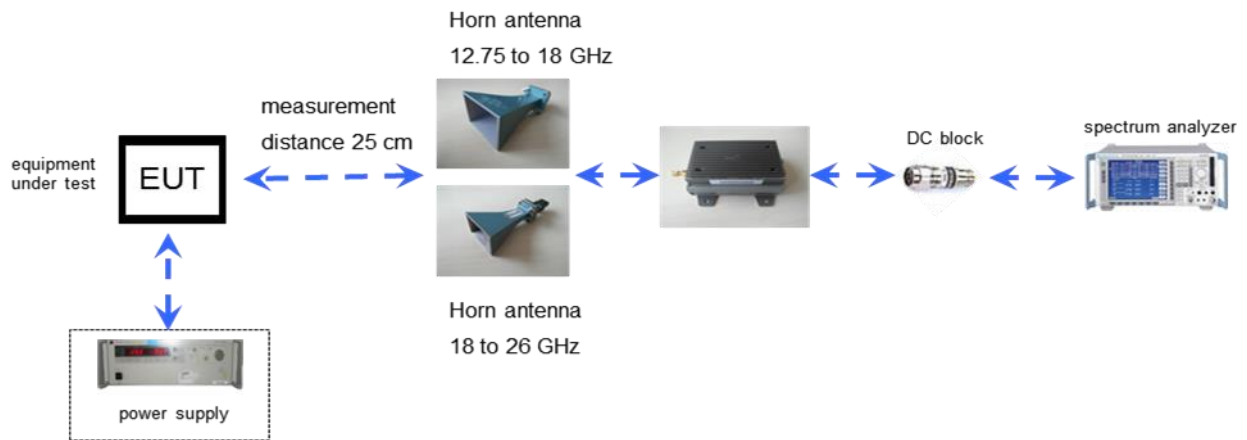 Horn antenna
12.75 to 18 GHz
measurement
distance 25 cm
equipment
under test
EUT
DC block
spectrum analyzer
Horn antenna
18 to 26 GHz
power supply